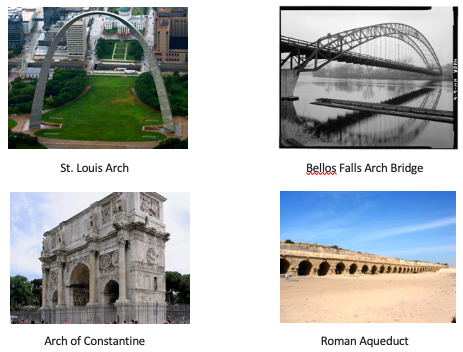 St. Louis Arch
Bellos Falls Arch Bridge
Arch of Constantine
Roman Aqueduct